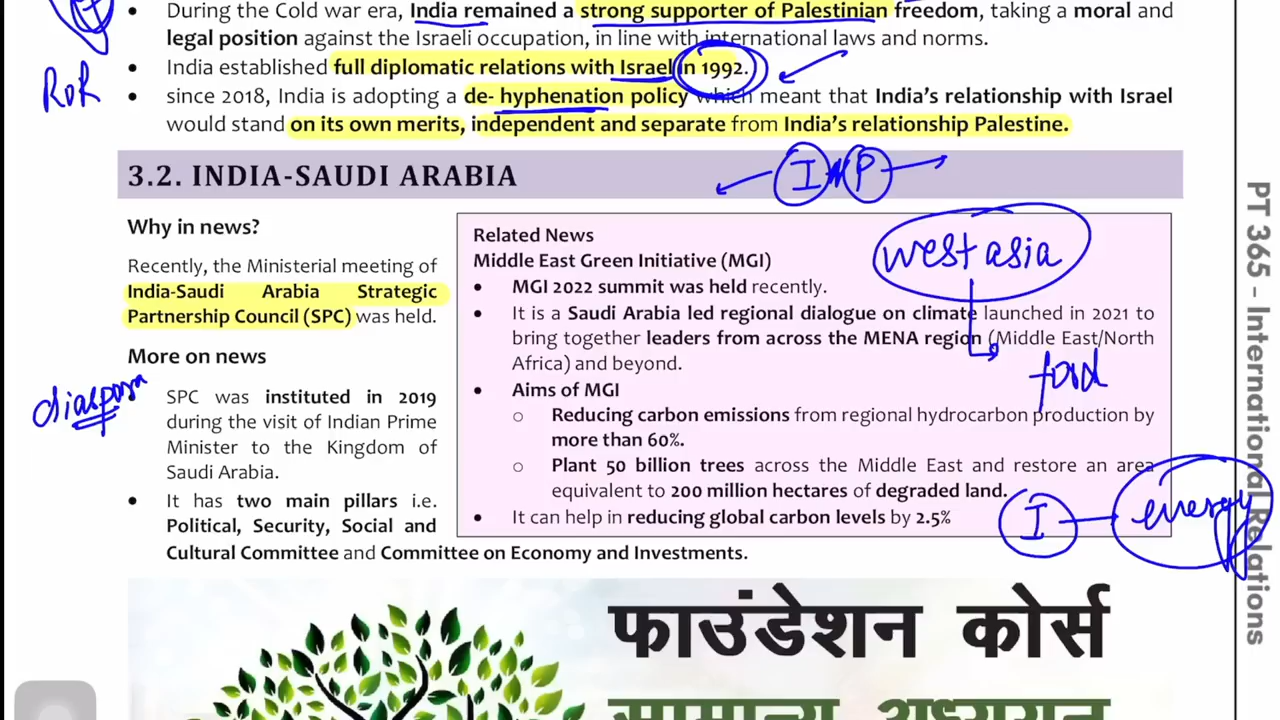 • During the Cold war era, India remained a strong supporter of Palestinian freedom, taking a moral and
legal position against the Israeli occupation, in line with international laws and norms.
• India established full diplomatic relations with Israel in 1992.
RoR
• since 2018, India is adopting a de- hyphenation policy which meant that India's relationship with Israel
would stand on its own merits, independent and separate from India's relationship Palestine.
3.2. INDIA-SAUDI ARABIA
I P
Why in news?
Recently, the Ministerial meeting of
India-Saudi Arabia Strategic
Partnership Council (SPC) was held.
More on news
diaspora
• SPC was instituted in 2019
during the visit of Indian Prime
Minister to the Kingdom of
Saudi Arabia.
• It has two main pillars i.e.
Political, Security, Social and
Cultural Committee and Committee on Economy and Investments.
Related News
Middle East Green Initiative (MGI)
• MGI 2022 summit was held recently.
• It is a Saudi Arabia led regional dialogue on climate launched in 2021 to
bring together leaders from across the MENA region (Middle East/North
Africa) and beyond.
• Aims of MGI
o Reducing carbon emissions from regional hydrocarbon production by
more than 60%.
o Plant 50 billion trees across the Middle East and restore an area
equivalent to 200 million hectares of degraded land.
• It can help in reducing global carbon levels by 2.5%
west asia
food
I energy
PT 365 – International Relations
फाउंडेशन कोर्स
सामान्य अध्ययन